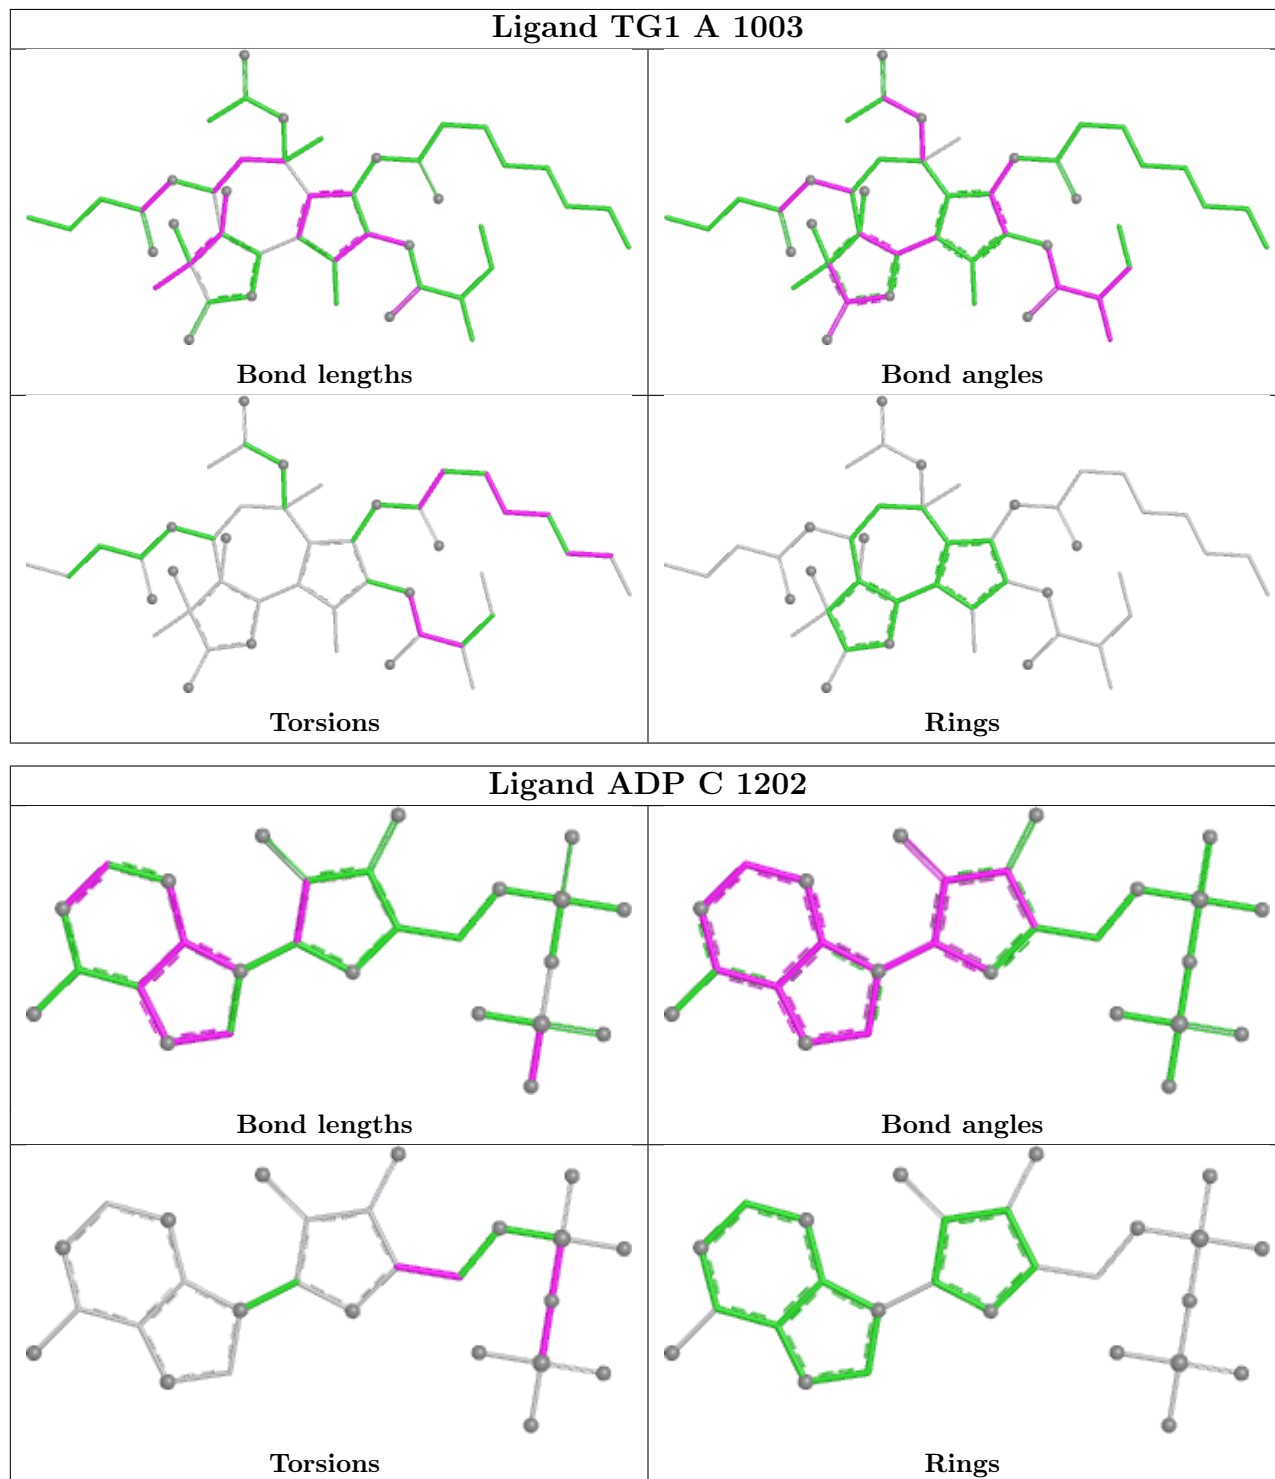 Ligand TG1 A 1003
Bond lengths
Bond angles
Torsions
Rings
Ligand ADP C 1202
Bond lengths
Bond angles
Torsions
Rings